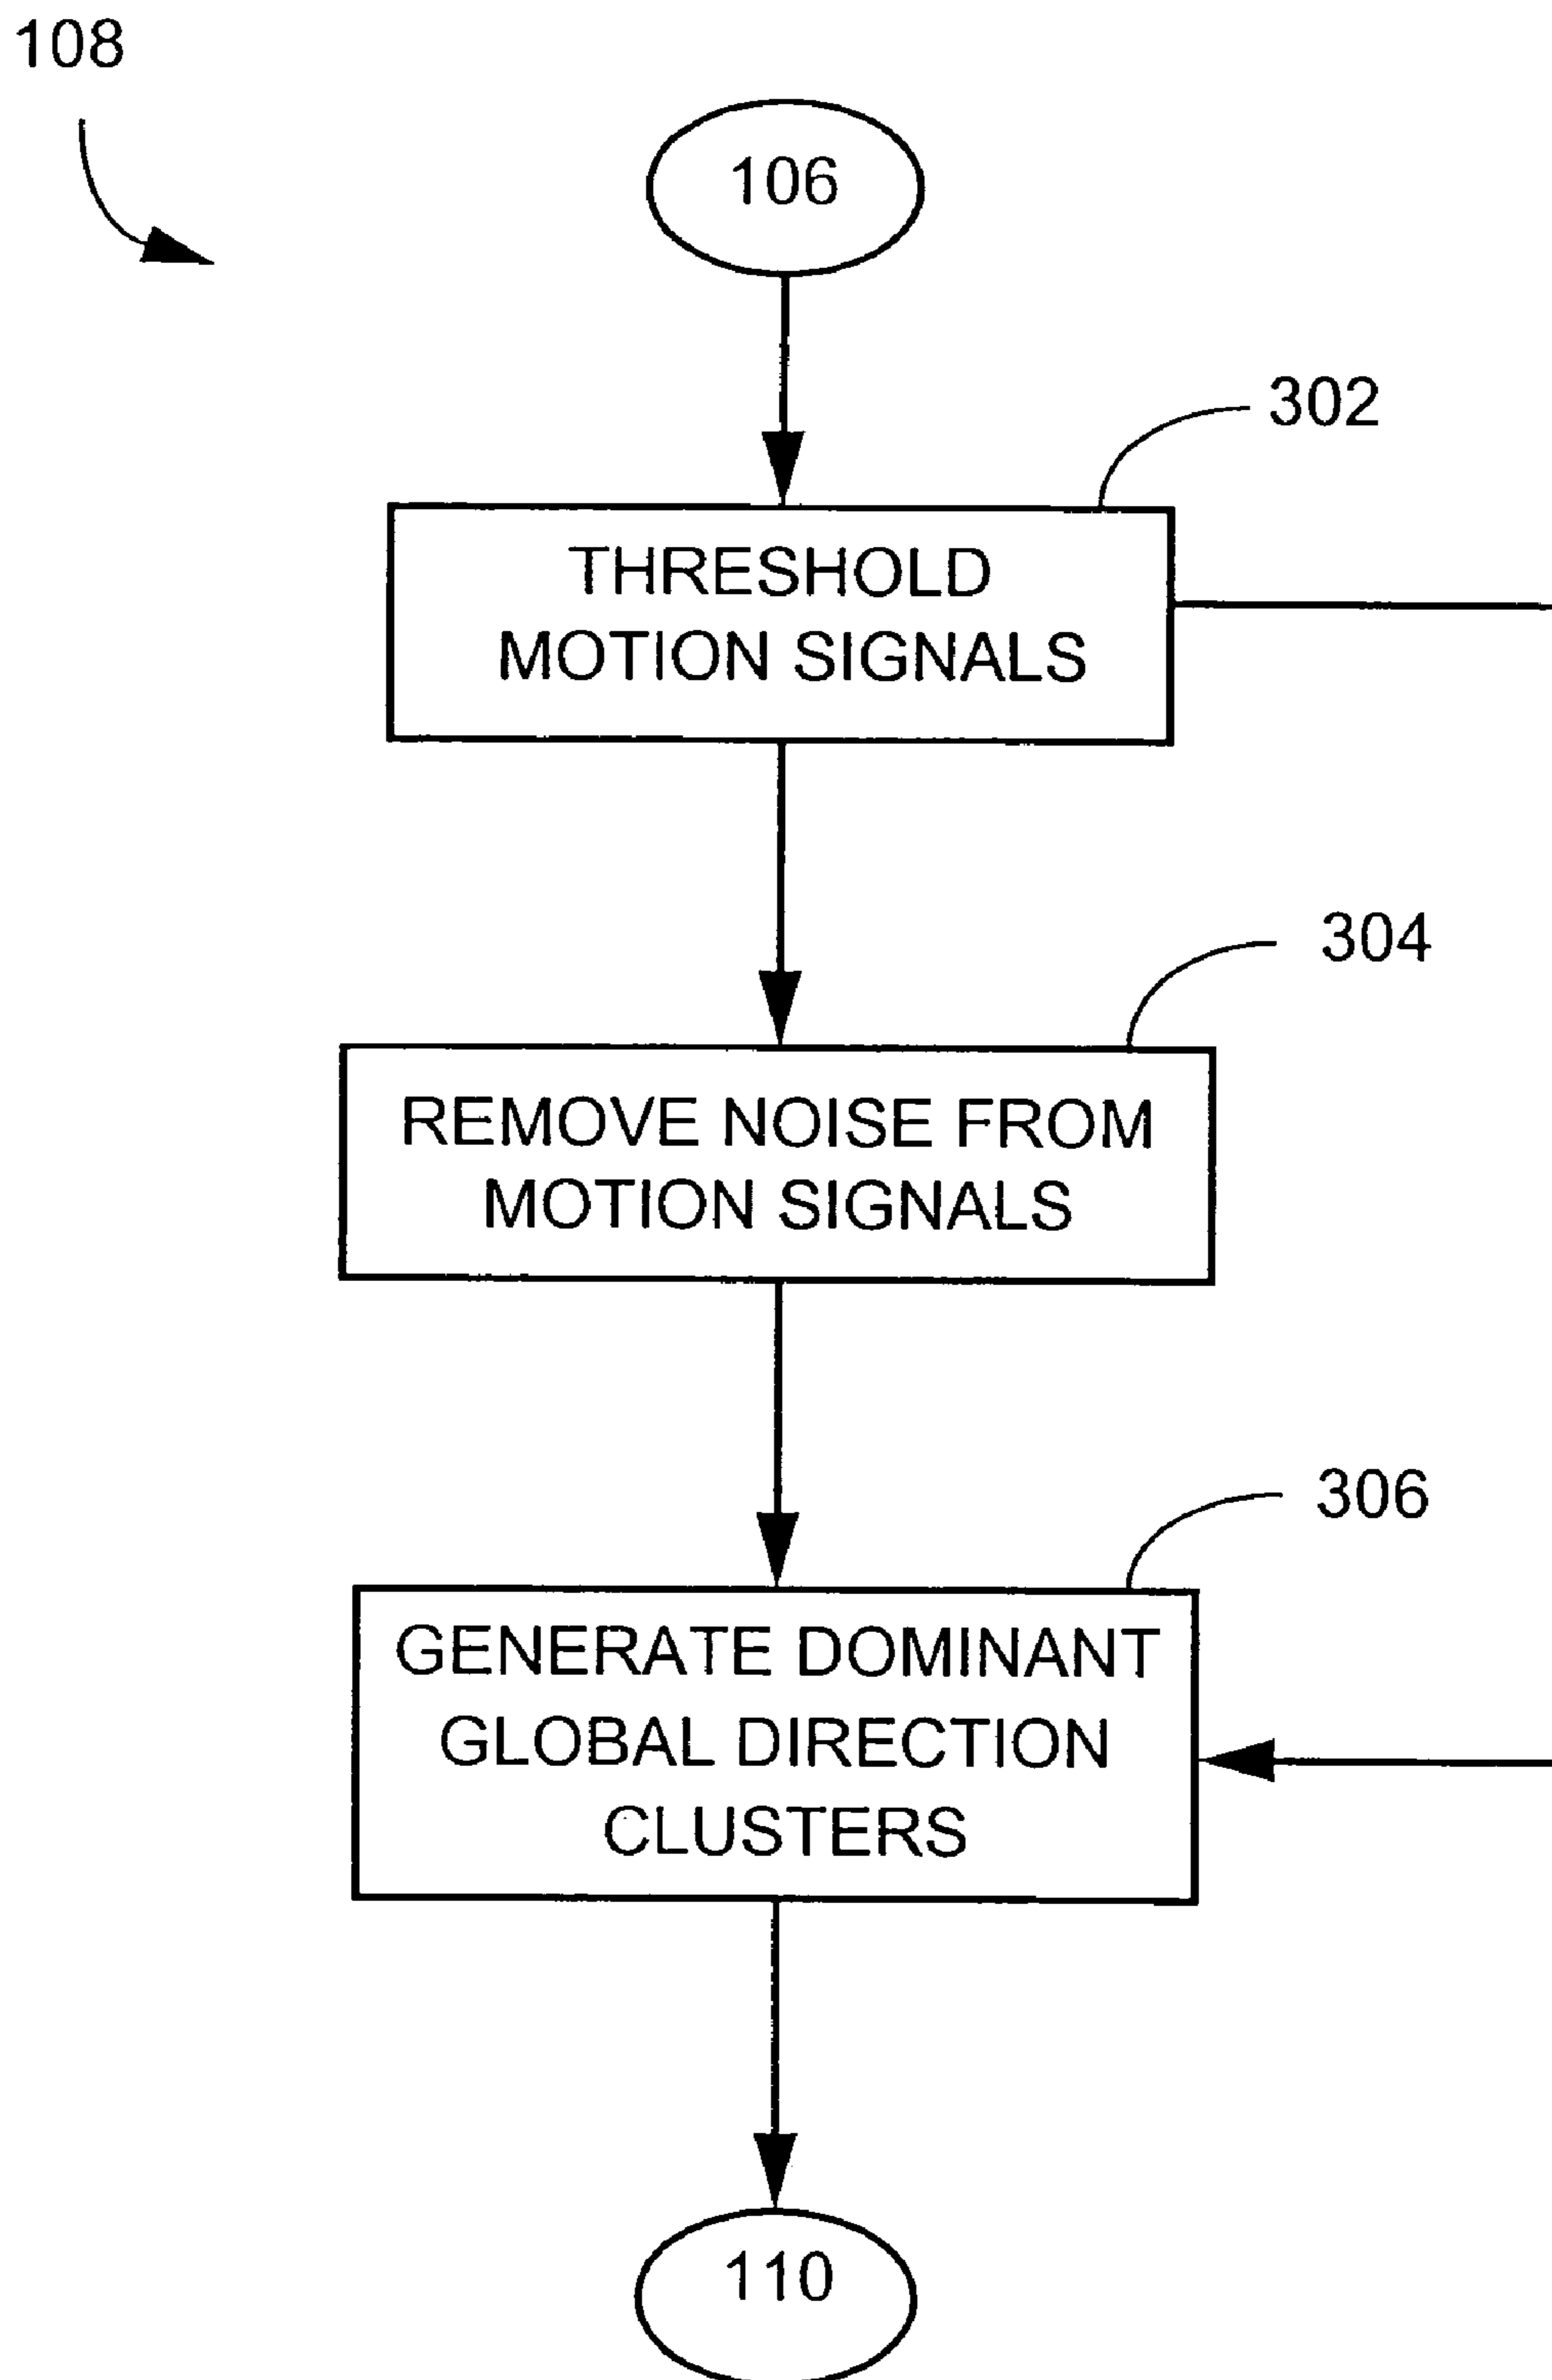 108
106
302
THRESHOLD
MOTION SIGNALS
304
REMOVE NOISE FROM
MOTION SIGNALS
306
GENERATE DOMINANT
GLOBAL DIRECTION
CLUSTERS
110